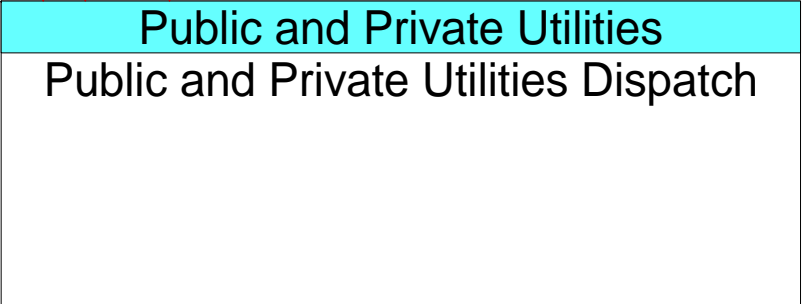 Public and Private Utilities
Public and Private Utilities Dispatch